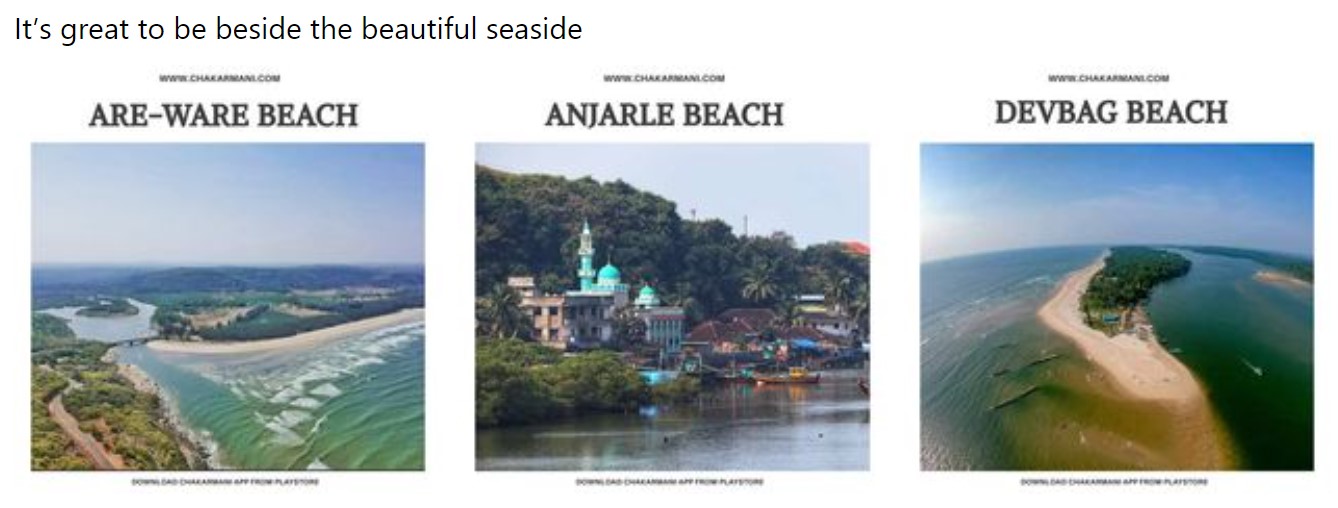 It’s great to be beside the beautiful seaside
WWW.CHAKARMANI.COM
ARE-WARE BEACH
DOWNLOAD CHAKARMANI APP FROM PLAYSTORE
WWW.CHAKARMANI.COM
ANJARLE BEACH
DOWNLOAD CHAKARMANI APP FROM PLAYSTORE
WWW.CHAKARMANI.COM
DEVBAG BEACH
DOWNLOAD CHAKARMANI APP FROM PLAYSTORE